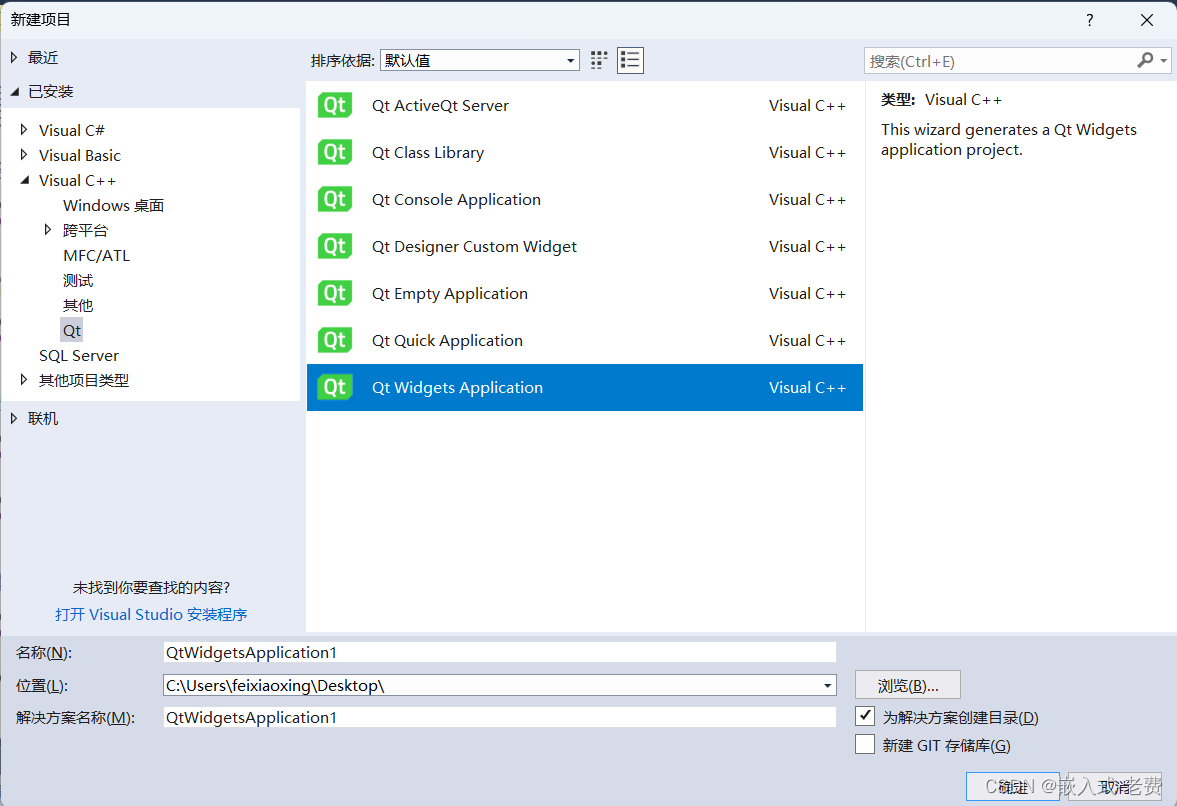 新建项目
?
最近
已安装
Visual C#
Visual Basic
Visual C++
Windows 桌面
跨平台
MFC/ATL
测试
其他
Qt
SQL Server
其他项目类型
联机
未找到你要查找的内容?
打开 Visual Studio 安装程序
排序依据: 默认值
搜索(Ctrl+E)
Qt Qt ActiveQt Server Visual C++
Qt Qt Class Library Visual C++
Qt Qt Console Application Visual C++
Qt Qt Designer Custom Widget Visual C++
Qt Qt Empty Application Visual C++
Qt Qt Quick Application Visual C++
Qt Qt Widgets Application Visual C++
类型: Visual C++
This wizard generates a Qt Widgets
application project.
名称(N): QtWidgetsApplication1
位置(L): C:\Users\feixiaoxing\Desktop\
浏览(B)...
解决方案名称(M): QtWidgetsApplication1
为解决方案创建目录(D)
新建 GIT 存储库(G)
确定
取消
CSDN @嵌入式-老费